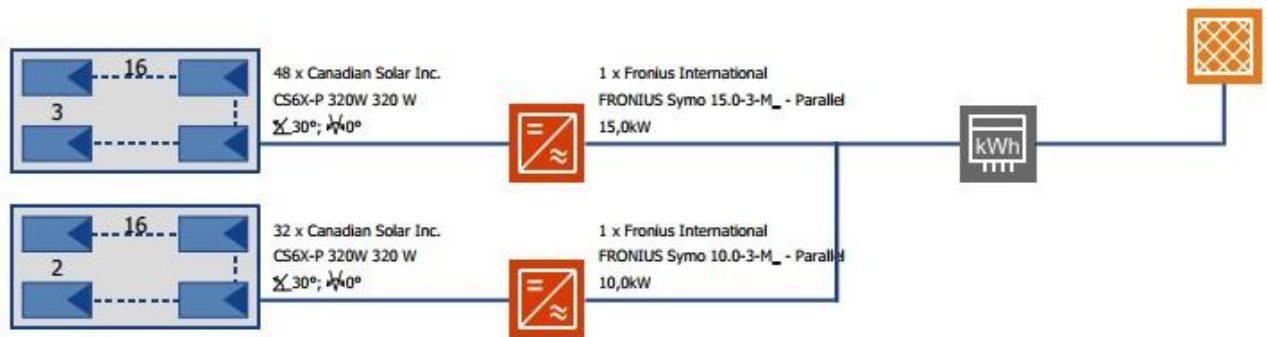 16
3
48 x Canadian Solar Inc.
CS6X-P 320W 320 W
30°; 0°
1 x Fronius International
FRONIUS Symo 15.0-3-M_ - Parallel
15,0kW
kWh
16
2
32 x Canadian Solar Inc.
CS6X-P 320W 320 W
30°; 0°
1 x Fronius International
FRONIUS Symo 10.0-3-M_ - Parallel
10,0kW